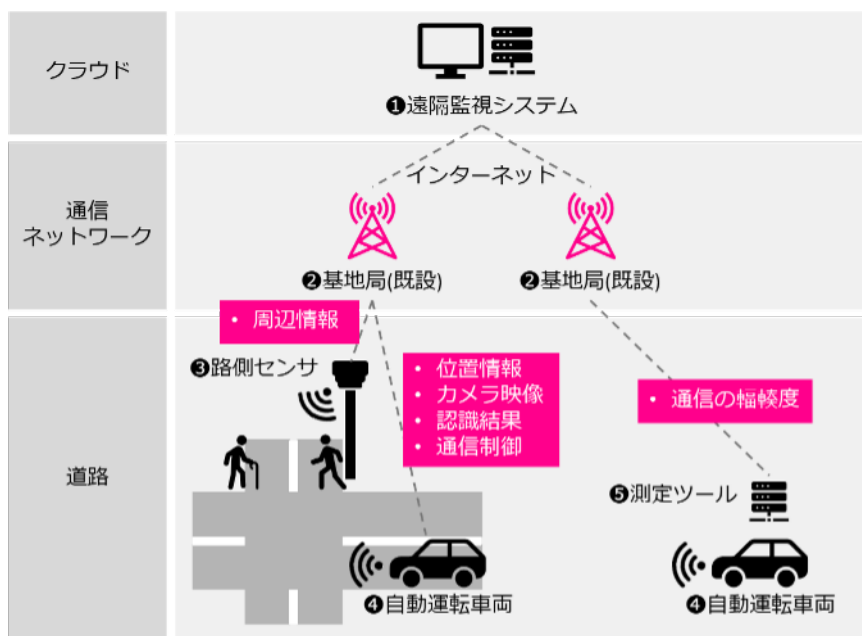 クラウド
❶遠隔監視システム
通信
ネットワーク
インターネット
❷基地局(既設)
❷基地局(既設)
道路
• 周辺情報
❸路側センサ
• 位置情報
• カメラ映像
• 認識結果
• 通信制御
• 通信の輻輳度
❺測定ツール
❹自動運転車両
❹自動運転車両